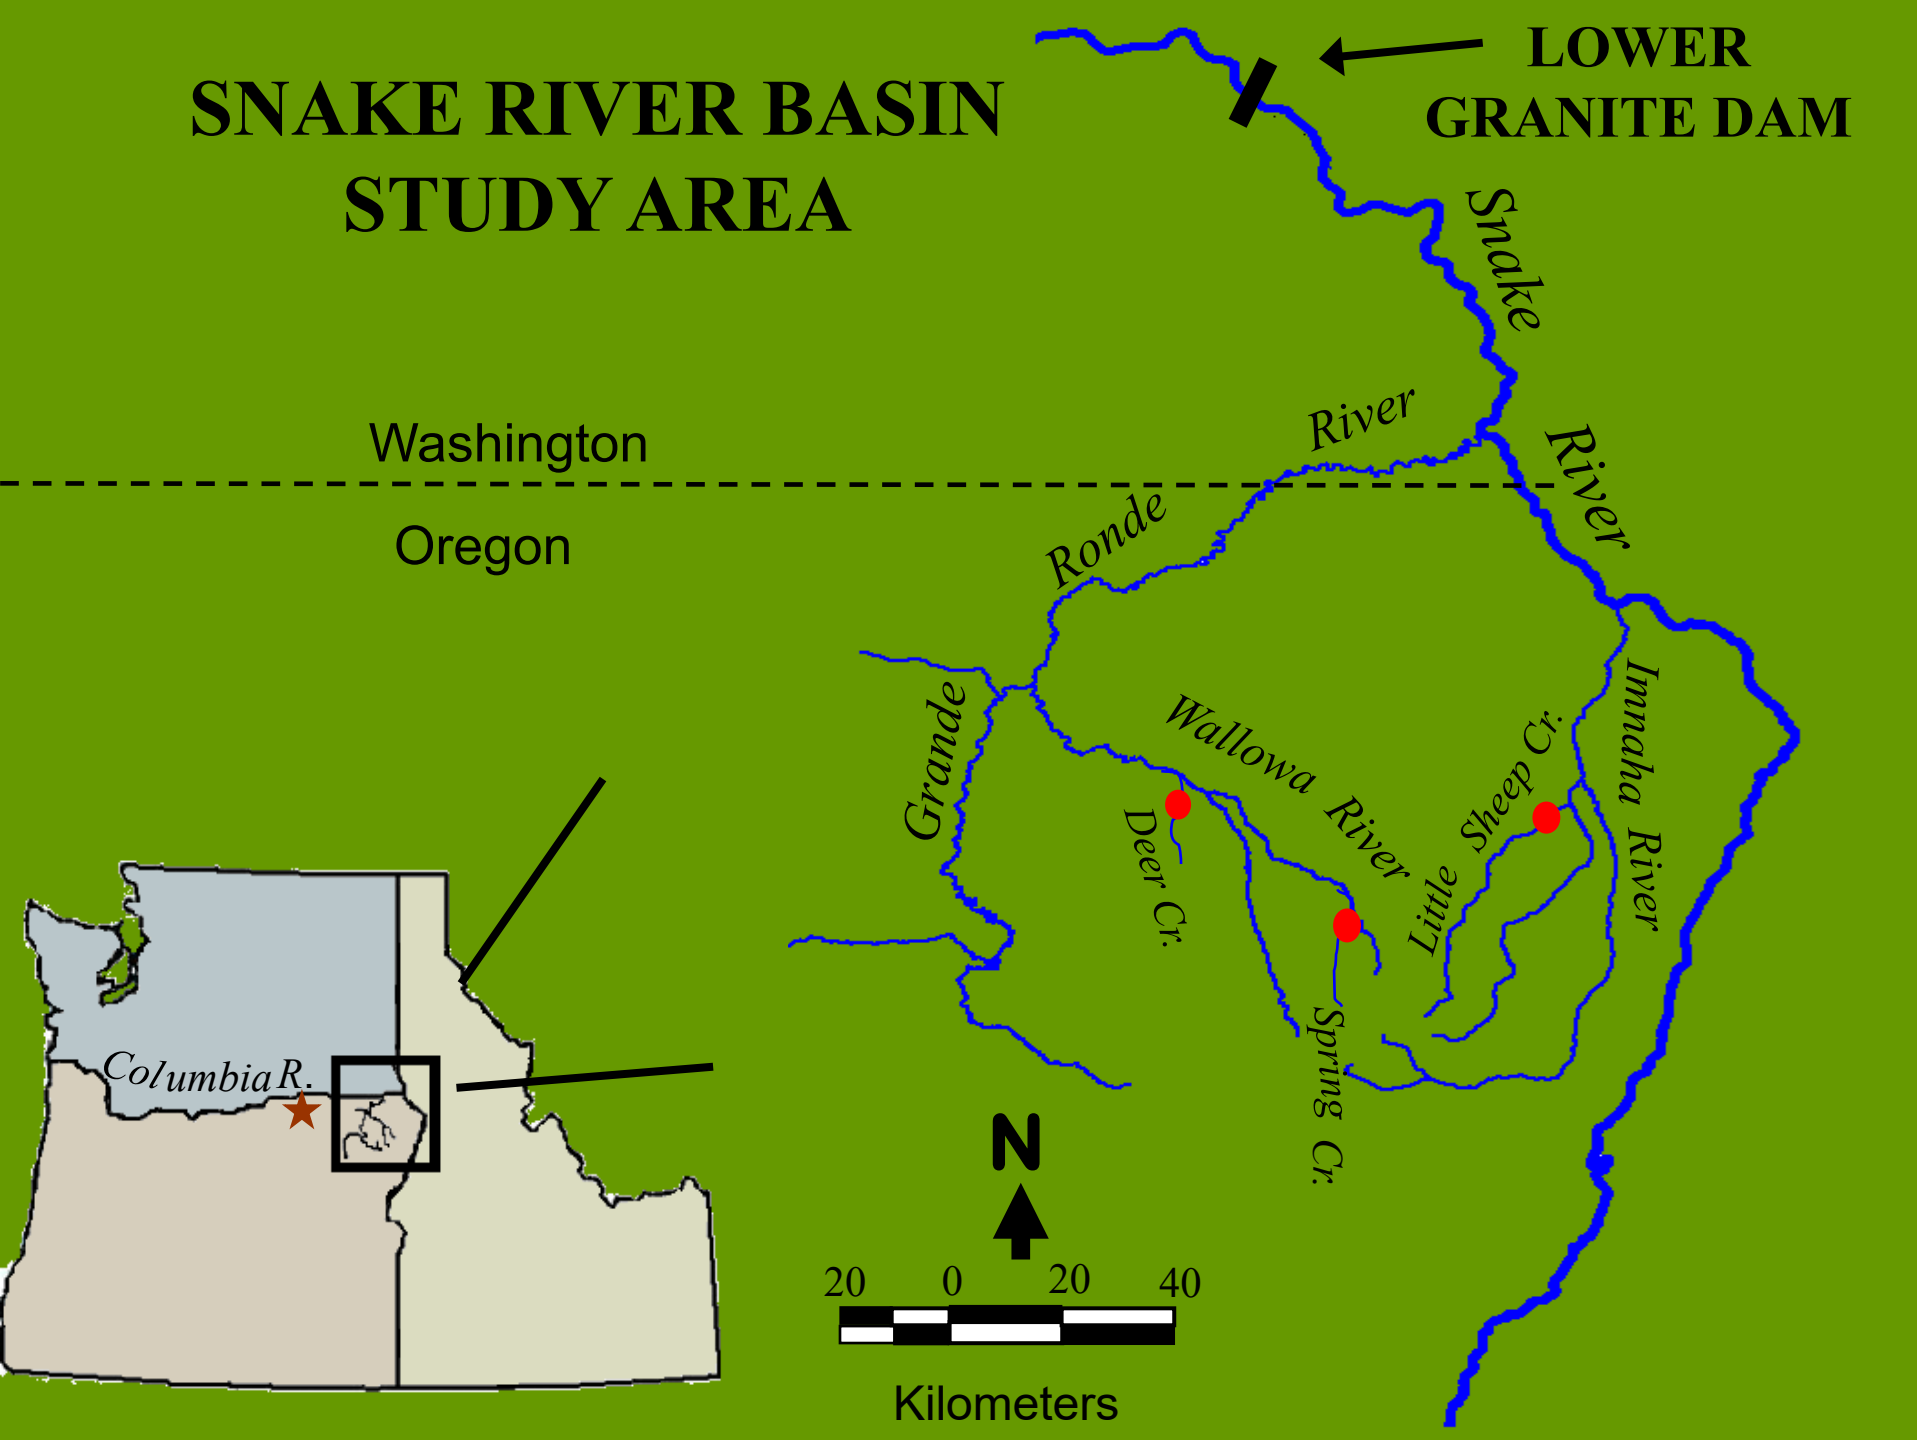 SNAKE RIVER BASIN
STUDY AREA
LOWER
GRANITE DAM
Snake
River
Washington
Oregon
Grande
Ronde
River
Wallowa River
Deer Cr.
Spring Cr.
Little Sheep Cr.
Imnaha River
Columbia R.
N
20 0 20 40
Kilometers